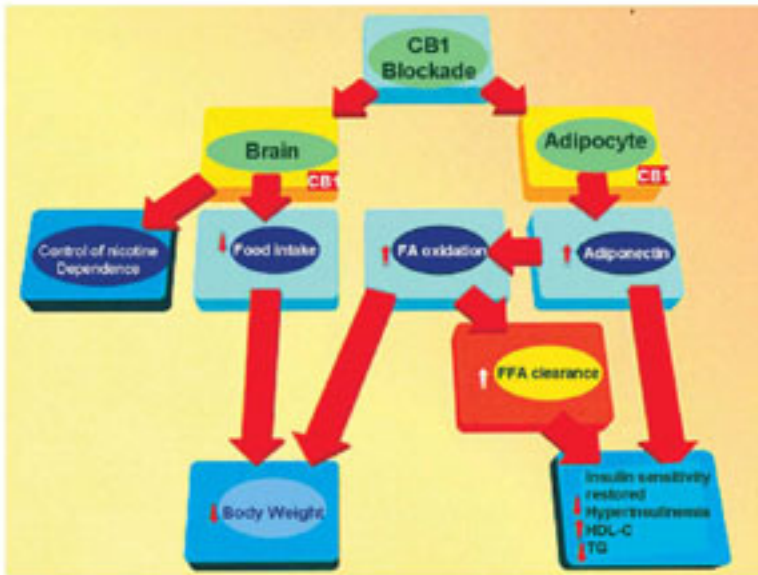 CB1
Blockade
Brain
CB1
Adipocyte
CB1
Control of nicotine
Dependence
↓ Food intake
↑ FA oxidation
↑ Adiponectin
↑ FFA clearance
↓ Body Weight
Insulin sensitivity
restored
↓ Hyperinsulinemia
↑ HDL-C
↓ TG